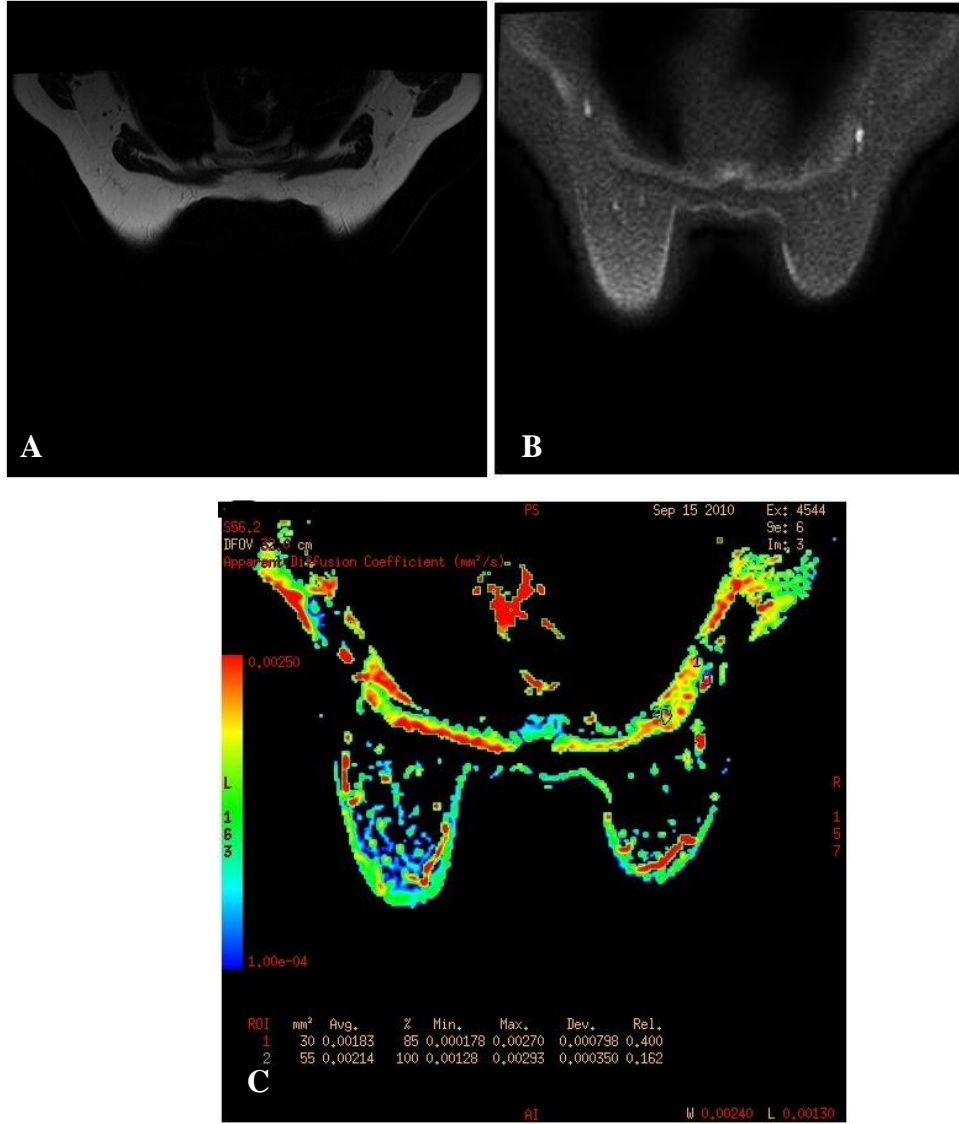 A
B
PS
Sep 15 2010
Ex: 4544
Se: 6
Im: 3
S56.2
DFOV cm
Apparent Diffusion Coefficient (mm²/s)
0.00250
1.00e-04
L
1
6
3
R
1
5
7
1
2
ROI mm² Avg. % Min. Max. Dev. Rel.
1 30 0.00183 85 0.000178 0.00270 0.000798 0.400
2 55 0.00214 100 0.00128 0.00293 0.000350 0.162
C
AI
W 0.00240 L 0.00130